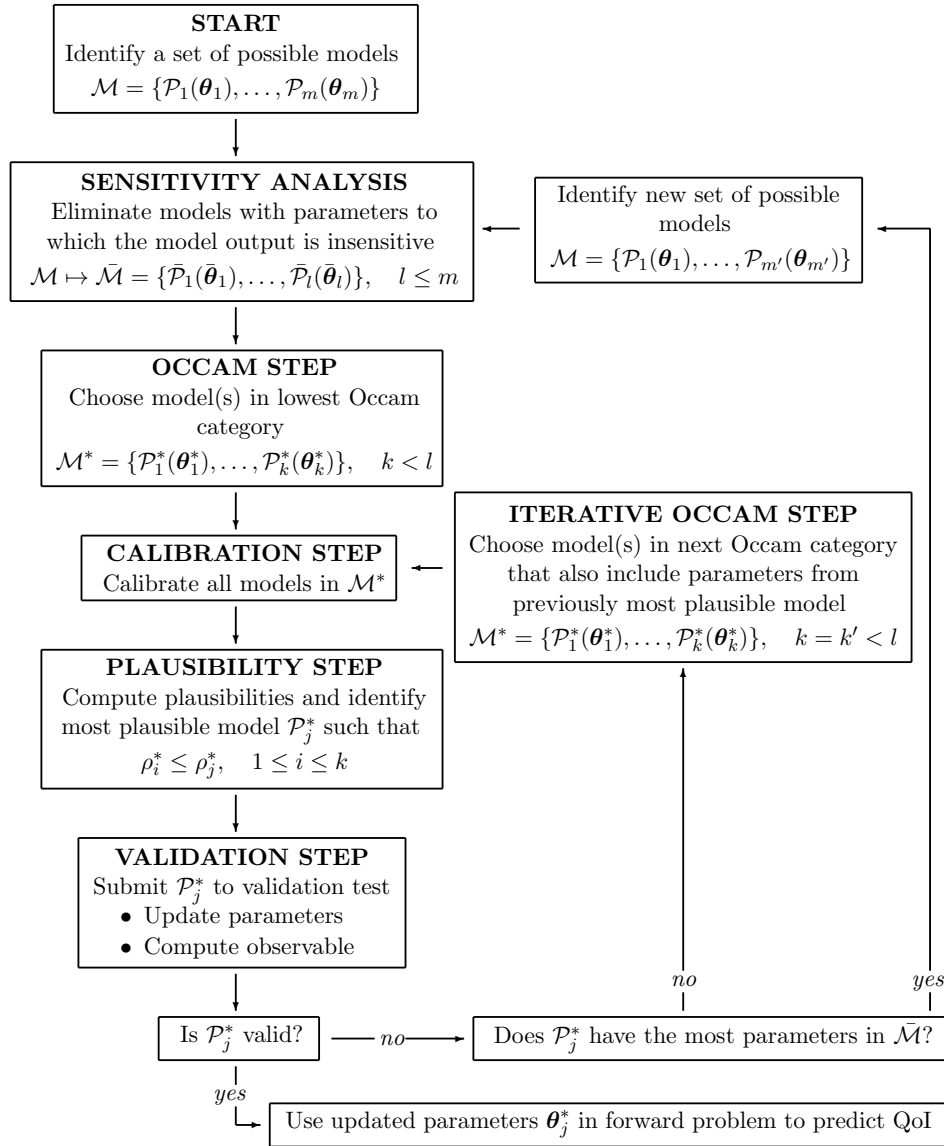 START
Identify a set of possible models
𝓜 = {𝒫₁(𝜽₁), . . . , 𝒫ₘ(𝜽ₘ)}
SENSITIVITY ANALYSIS
Eliminate models with parameters to
which the model output is insensitive
𝓜 ↦ 𝓜̄ = {𝒫̄₁(𝜽̄₁), . . . , 𝒫̄ₗ(𝜽̄ₗ)}, l ≤ m
Identify new set of possible
models
𝓜 = {𝒫₁(𝜽₁), . . . , 𝒫ₘ′(𝜽ₘ′)}
OCCAM STEP
Choose model(s) in lowest Occam
category
𝓜* = {𝒫₁*(𝜽₁*), . . . , 𝒫ₖ*(𝜽ₖ*)}, k < l
ITERATIVE OCCAM STEP
Choose model(s) in next Occam category
that also include parameters from
previously most plausible model
𝓜* = {𝒫₁*(𝜽₁*), . . . , 𝒫ₖ*(𝜽ₖ*)}, k = k′ < l
CALIBRATION STEP
Calibrate all models in 𝓜*
PLAUSIBILITY STEP
Compute plausibilities and identify
most plausible model 𝒫ⱼ* such that
ρᵢ* ≤ ρⱼ*, 1 ≤ i ≤ k
VALIDATION STEP
Submit 𝒫ⱼ* to validation test
• Update parameters
• Compute observable
no
yes
Is 𝒫ⱼ* valid?
no
Does 𝒫ⱼ* have the most parameters in 𝓜̄?
yes
Use updated parameters 𝜽ⱼ* in forward problem to predict QoI